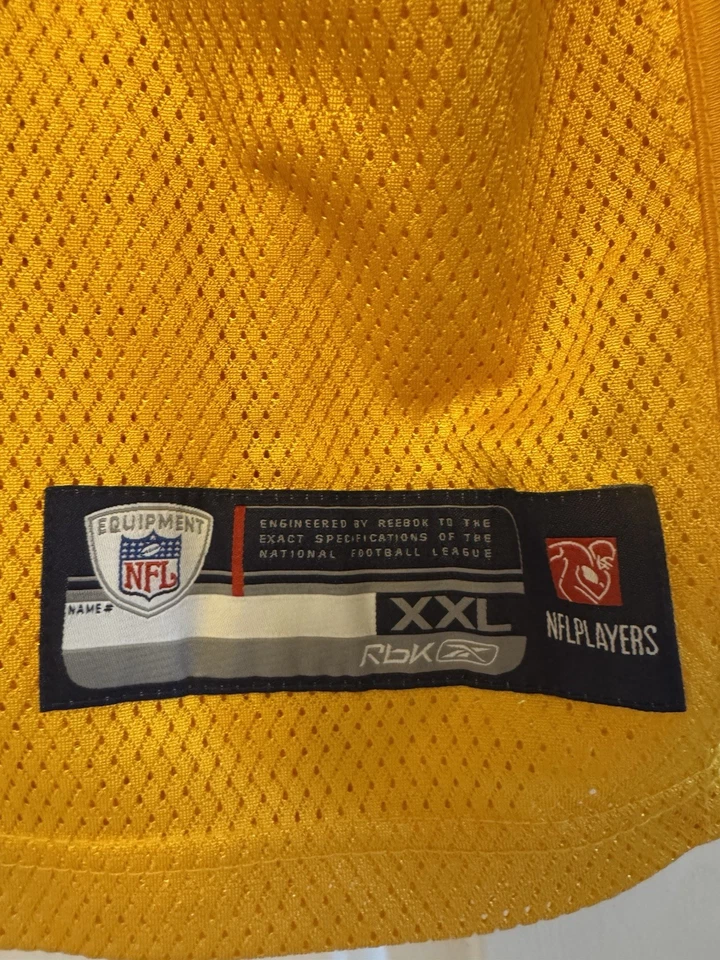 EQUIPMENT
NFL
ENGINEERED BY REEBOK TO THE
EXACT SPECIFICATIONS OF THE
NATIONAL FOOTBALL LEAGUE
NAME#
XXL
RbK
NFLPLAYERS